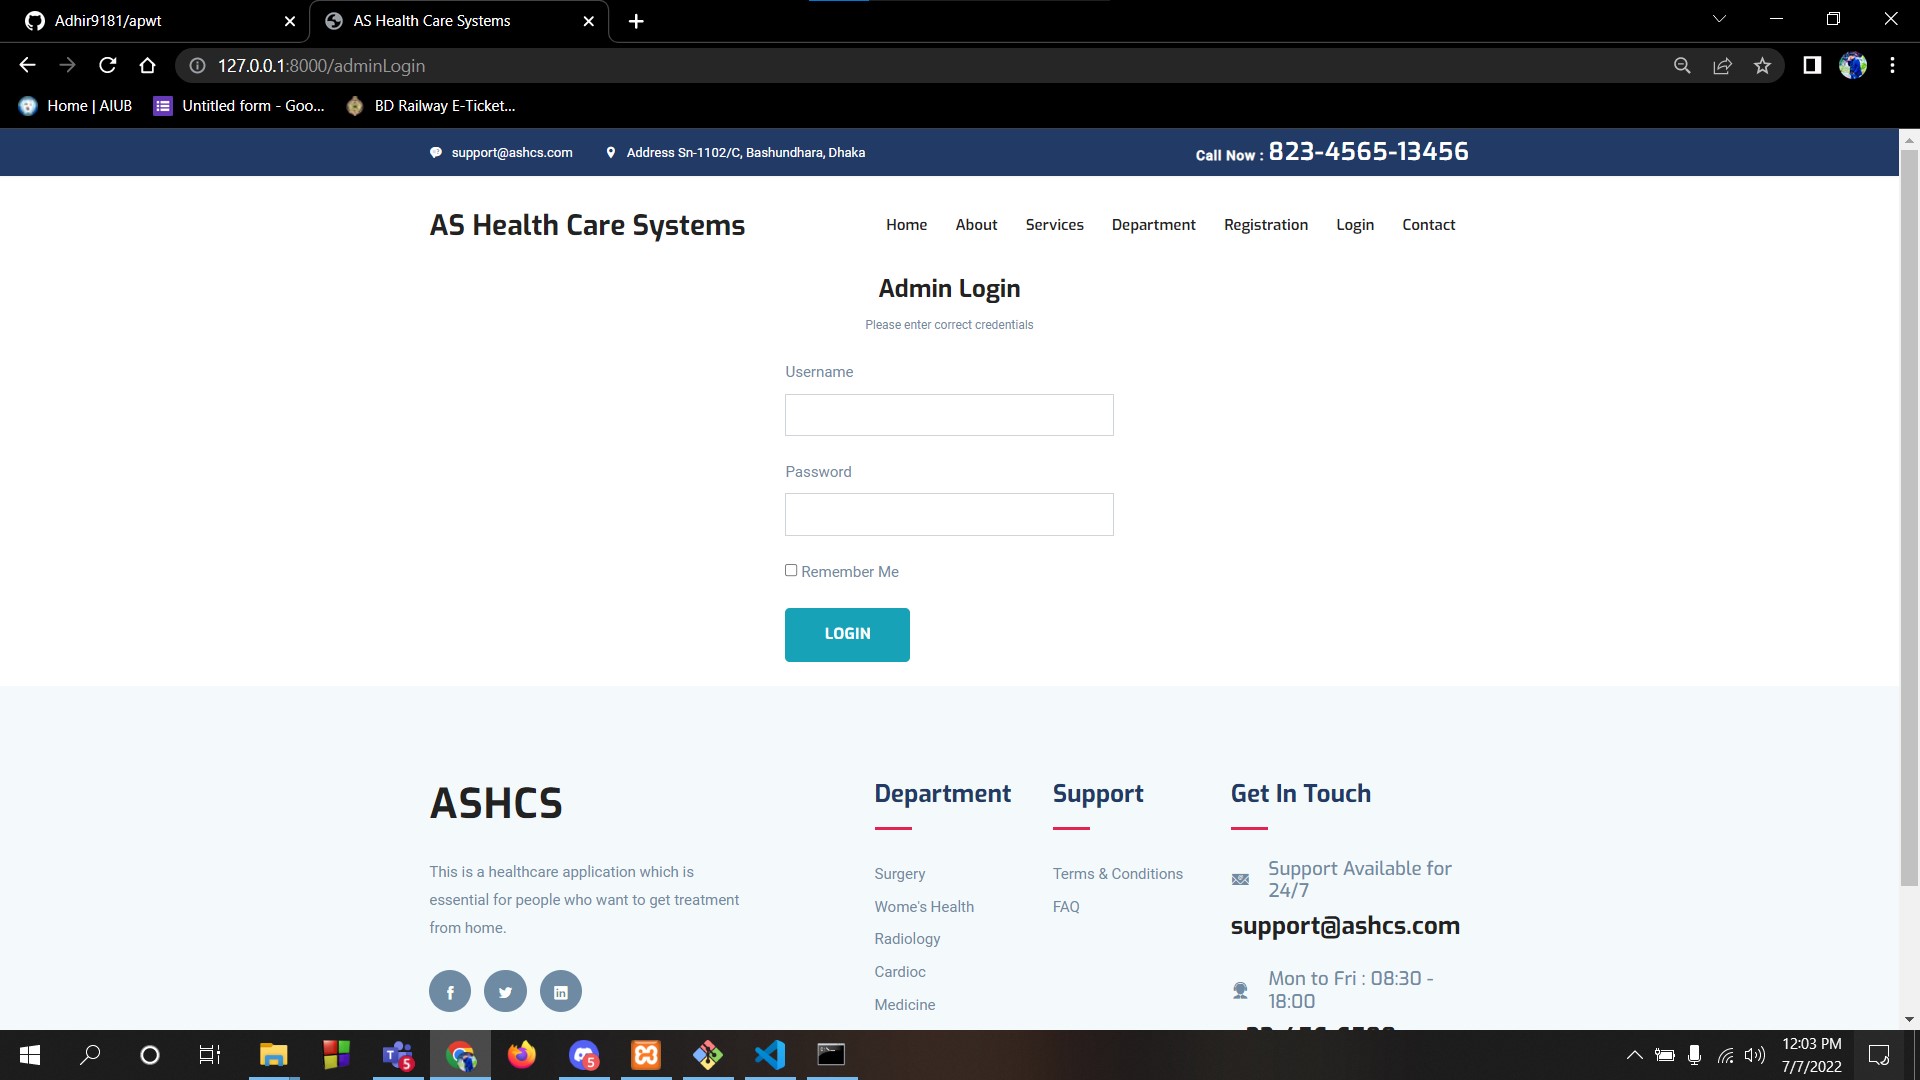 Adhir9181/apwt
AS Health Care Systems
127.0.0.1:8000/adminLogin
Home | AIUB
Untitled form - Goo...
BD Railway E-Ticket...
support@ashcs.com
Address Sn-1102/C, Bashundhara, Dhaka
Call Now : 823-4565-13456
AS Health Care Systems
Home
About
Services
Department
Registration
Login
Contact
Admin Login
Please enter correct credentials
Username
Password
Remember Me
LOGIN
ASHCS
This is a healthcare application which is
essential for people who want to get treatment
from home.
Department
Surgery
Wome's Health
Radiology
Cardioc
Medicine
Support
Terms & Conditions
FAQ
Get In Touch
Support Available for
24/7
support@ashcs.com
Mon to Fri : 08:30 -
18:00
5
5
12:03 PM
7/7/2022